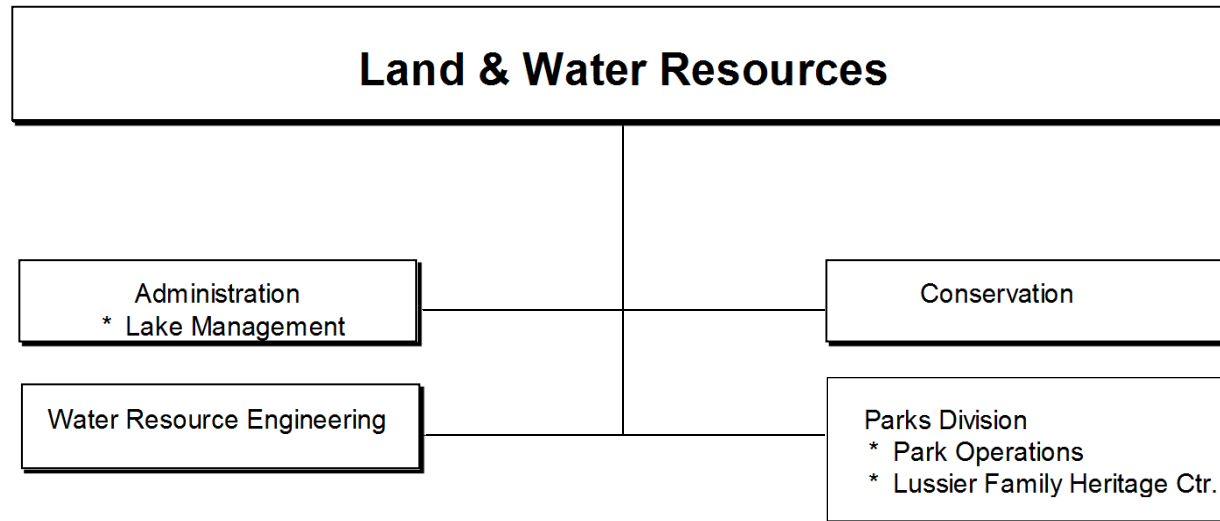 Land & Water Resources
Administration
* Lake Management
Conservation
Water Resource Engineering
Parks Division
* Park Operations
* Lussier Family Heritage Ctr.